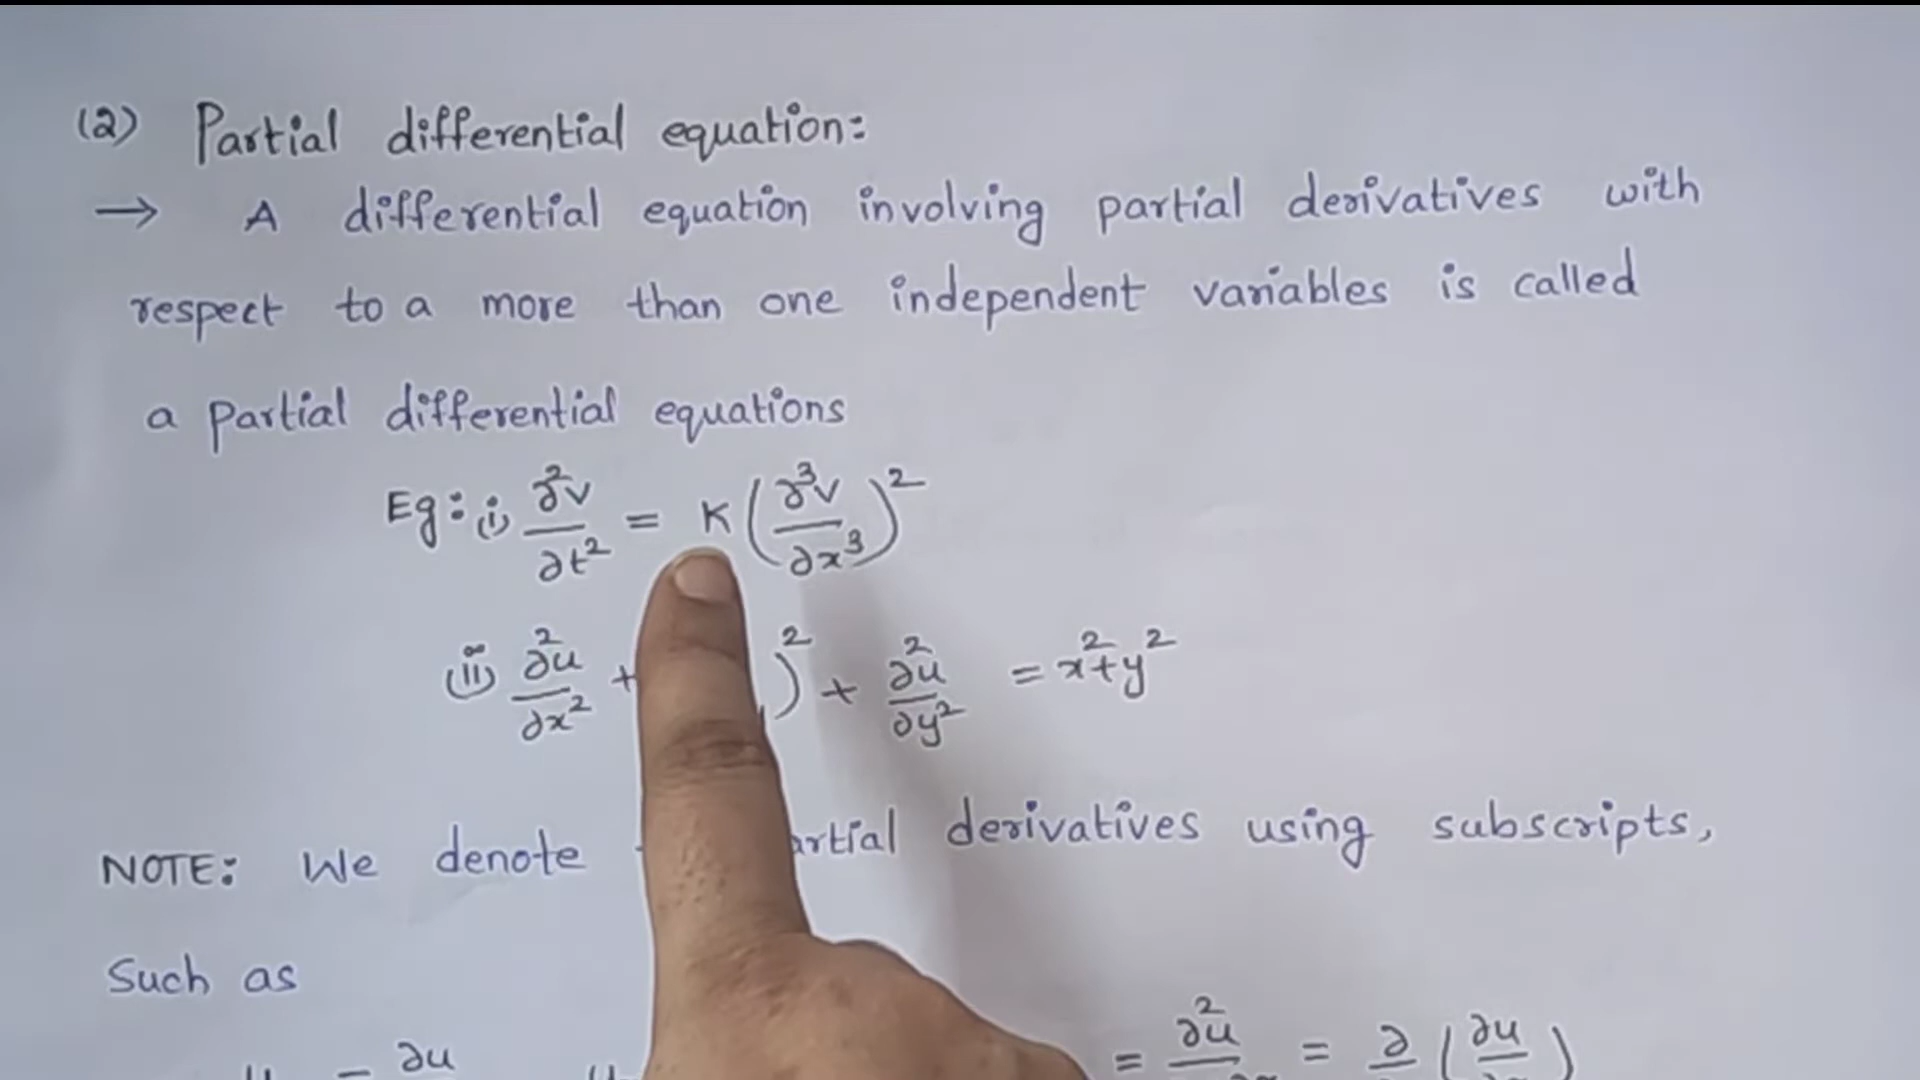 (2) Partial differential equation:
→ A differential equation involving partial derivatives with
respect to a more than one independent variables is called
a partial differential equations
Eg: (i) ∂²v/∂t² = K(∂³v/∂x³)²
(ii) ∂²u/∂x² + )² + ∂²u/∂y² = x²+y²
NOTE: We denote derivatives using subscripts,
Such as
∂u = ∂²u = ∂ (∂u)